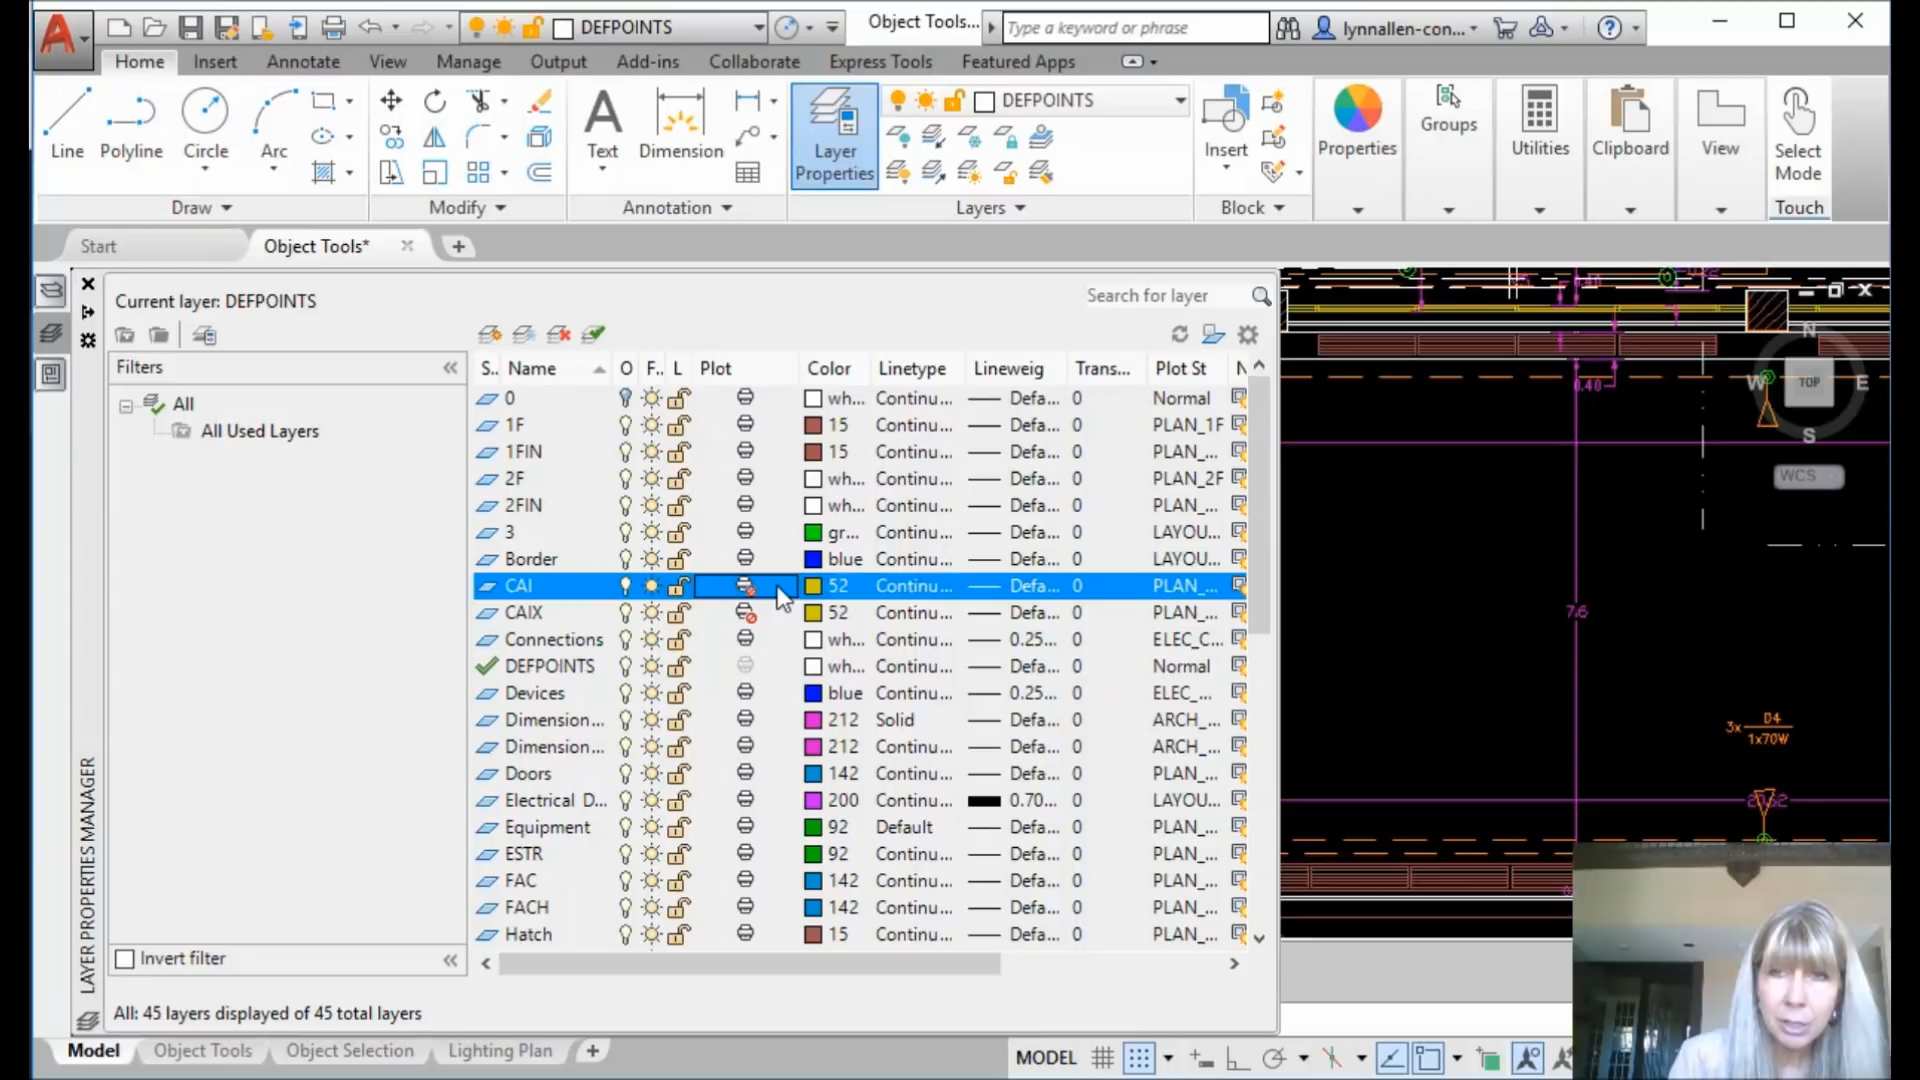 DEFPOINTS
Object Tools...
Type a keyword or phrase
lynnallen-con...
Home Insert Annotate View Manage Output Add-ins Collaborate Express Tools Featured Apps
Line Polyline Circle Arc
Text Dimension
Layer Properties
DEFPOINTS
Insert
Properties
Groups
Utilities
Clipboard
View
Select Mode
Draw Modify Annotation Layers Block Touch
Start Object Tools*
Current layer: DEFPOINTS
Search for layer
Filters
All
All Used Layers
Invert filter
LAYER PROPERTIES MANAGER
S.. Name O F.. L Plot Color Linetype Lineweig Trans... Plot St N
0 wh... Continu... Defa... 0 Normal
1F 15 Continu... Defa... 0 PLAN_1F
1FIN 15 Continu... Defa... 0 PLAN_...
2F wh... Continu... Defa... 0 PLAN_2F
2FIN wh... Continu... Defa... 0 PLAN_...
3 gr... Continu... Defa... 0 LAYOU...
Border blue Continu... Defa... 0 LAYOU...
CAI 52 Continu... Defa... 0 PLAN_...
CAIX 52 Continu... Defa... 0 PLAN_...
Connections wh... Continu... 0.25... 0 ELEC_C...
DEFPOINTS wh... Continu... Defa... 0 Normal
Devices blue Continu... 0.25... 0 ELEC_...
Dimension... 212 Solid Defa... 0 ARCH_...
Dimension... 212 Continu... Defa... 0 ARCH_...
Doors 142 Continu... Defa... 0 PLAN_...
Electrical D... 200 Continu... 0.70... 0 LAYOU...
Equipment 92 Default Defa... 0 PLAN_...
ESTR 92 Continu... Defa... 0 PLAN_...
FAC 142 Continu... Defa... 0 PLAN_...
FACH 142 Continu... Defa... 0 PLAN_...
Hatch 15 Continu... Defa... 0 PLAN_...
All: 45 layers displayed of 45 total layers
N
W TOP E
S
WCS
0.40
7.6
3x D4
1x70W
Model Object Tools Object Selection Lighting Plan
MODEL